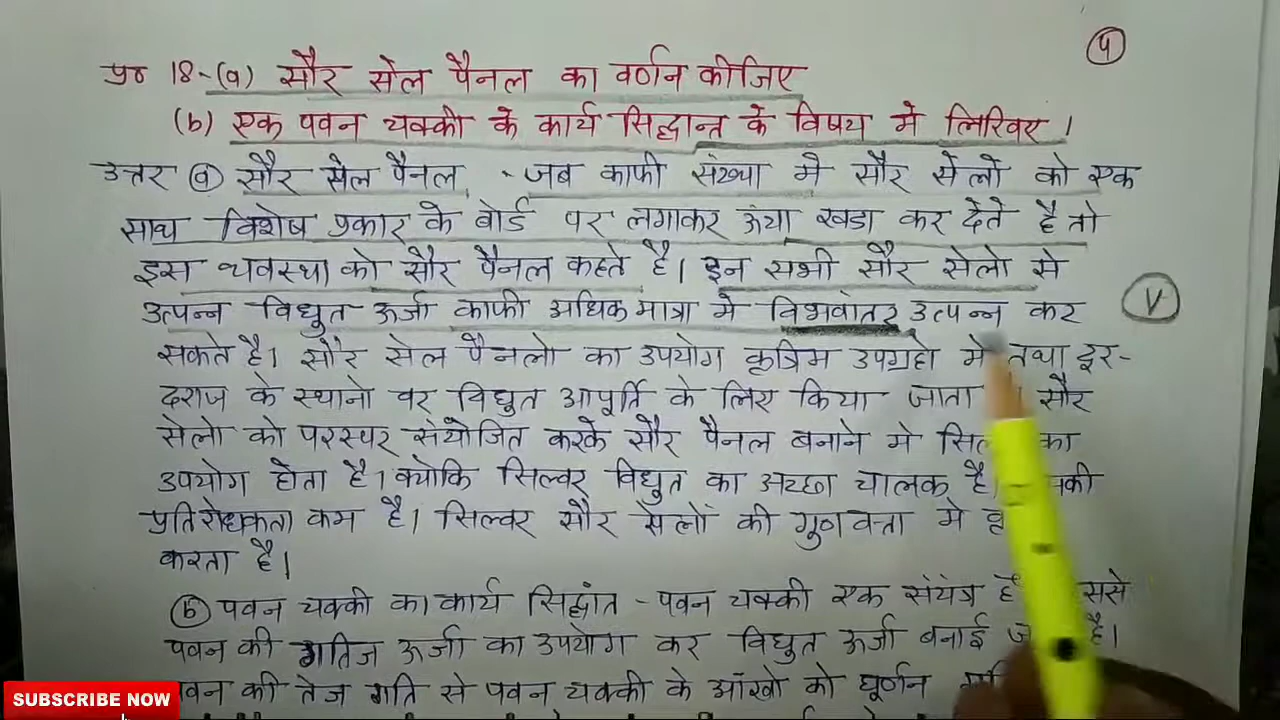 ५
प्र० 18-(a) सौर सेल पैनल का वर्णन कीजिए
(b) एक पवन चक्की के कार्य सिद्धान्त के विषय मे लिखिए।
उत्तर (a) सौर सेल पैनल - जब काफी संख्या मे सौर सेलो को एक
साथ विशेष प्रकार के बोर्ड पर लगाकर ऊंचा खडा कर देते है तो
इस व्यवस्था को सौर पैनल कहते है। इन सभी सौर सेलो से
उत्पन्न विधुत ऊर्जा काफी अधिक मात्रा मे विभवांतर उत्पन्न कर
V
सकते है। सौर सेल पैनलो का उपयोग कृत्रिम उपग्रहो मे तथा दूर-
दराज के स्थानो पर विधुत आपूर्ति के लिए किया जाता सौर
सेलो को परस्पर संयोजित करके सौर पैनल बनाने मे का
उपयोग होता है। क्योकि सिल्वर विधुत का अच्छा चालक है।
प्रतिरोधकता कम है। सिल्वर सौर सेलों की गुणवत्ता मे
करता है।
(b) पवन चक्की का कार्य सिद्धांत - पवन चक्की एक संयंत्र
पवन की गतिज ऊर्जा का उपयोग कर विधुत ऊर्जा बनाई है।
पवन की तेज गति से पवन चक्की के आंखो को घूर्णन
SUBSCRIBE NOW